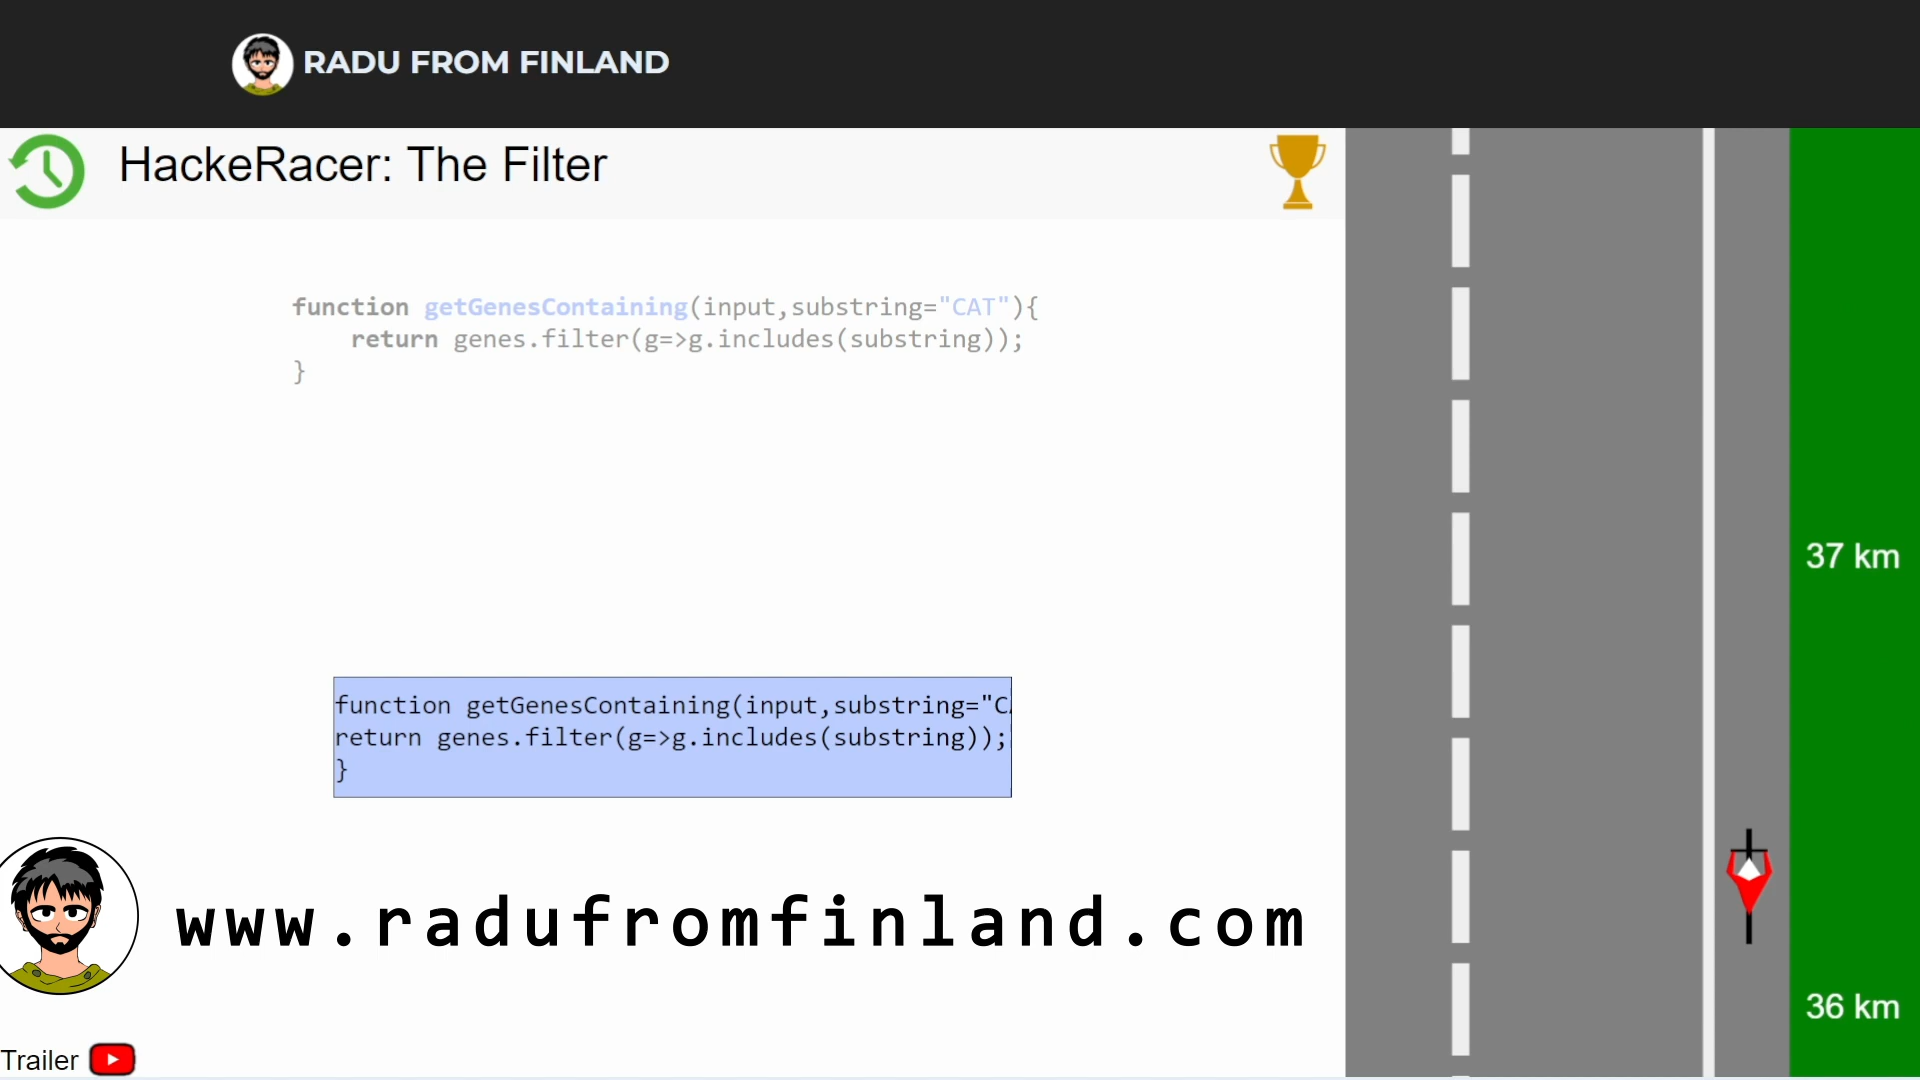 RADU FROM FINLAND
HackeRacer: The Filter
function getGenesContaining(input,substring="CAT"){
return genes.filter(g=>g.includes(substring));
}
function getGenesContaining(input,substring="C
return genes.filter(g=>g.includes(substring));
}
www.radufromfinland.com
Trailer
37 km
36 km